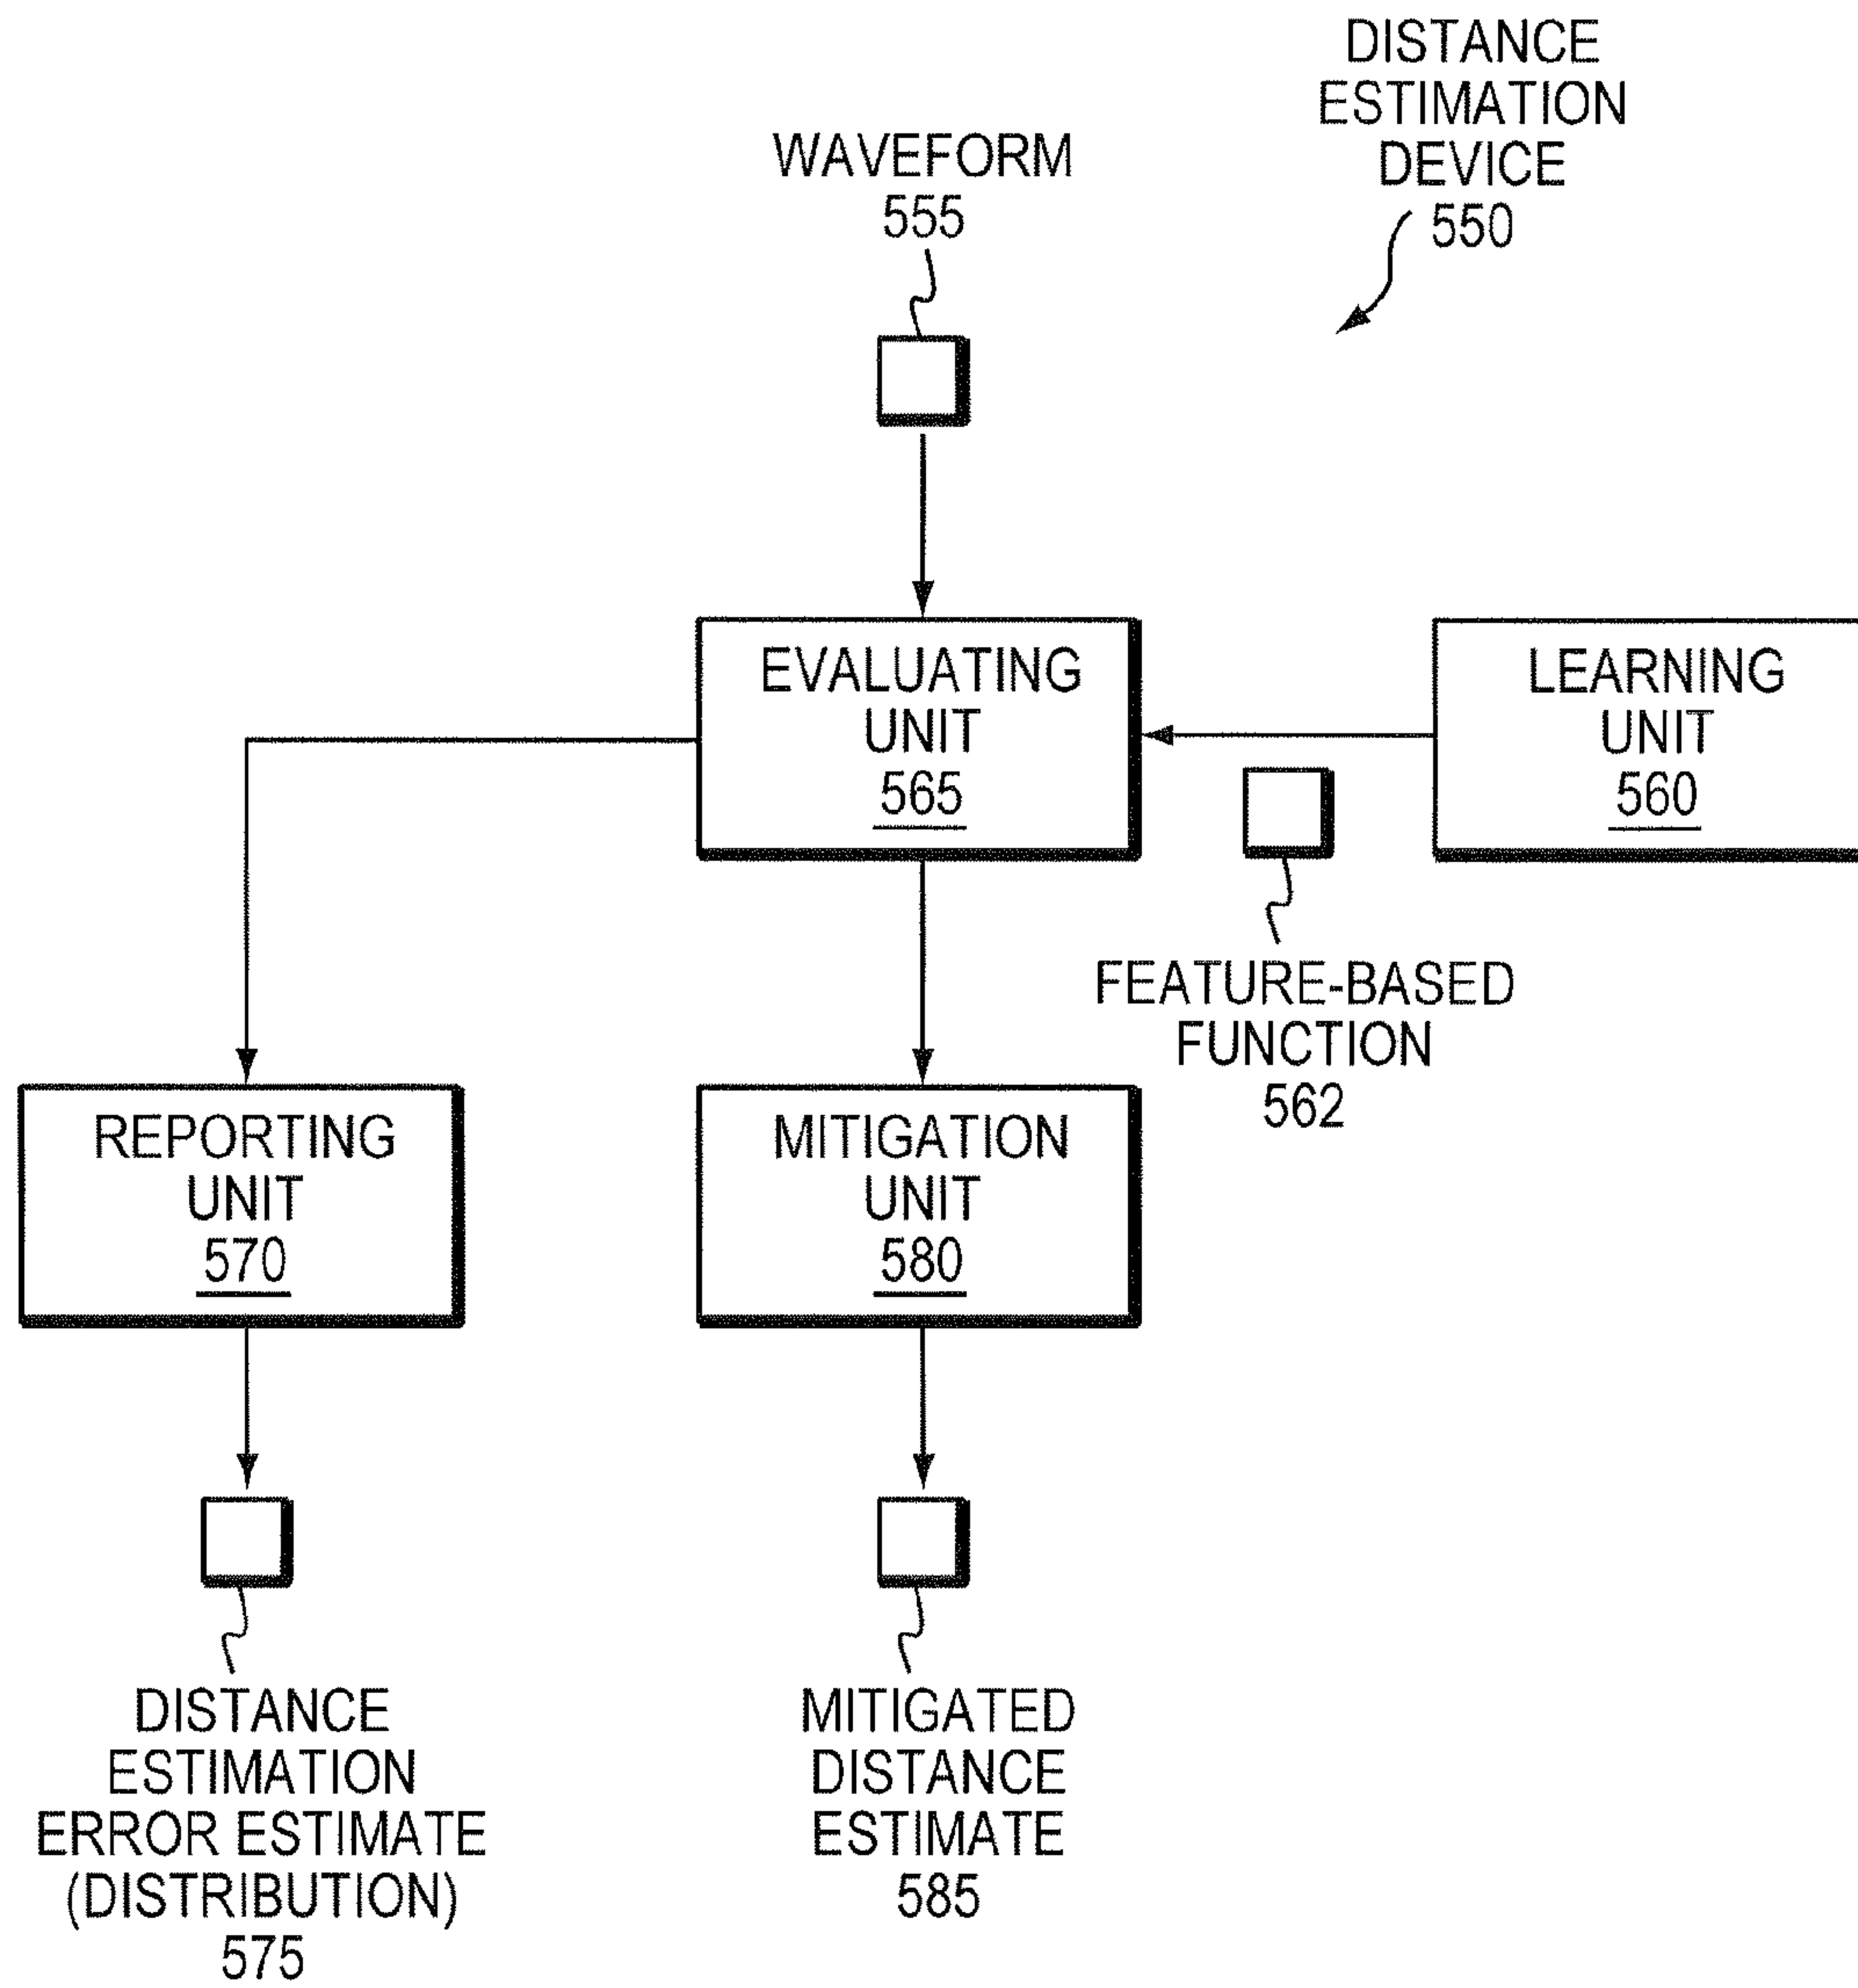 DISTANCE
ESTIMATION
DEVICE
550
WAVEFORM
555
EVALUATING
UNIT
565
LEARNING
UNIT
560
FEATURE-BASED
FUNCTION
562
REPORTING
UNIT
570
MITIGATION
UNIT
580
DISTANCE
ESTIMATION
ERROR ESTIMATE
(DISTRIBUTION)
575
MITIGATED
DISTANCE
ESTIMATE
585